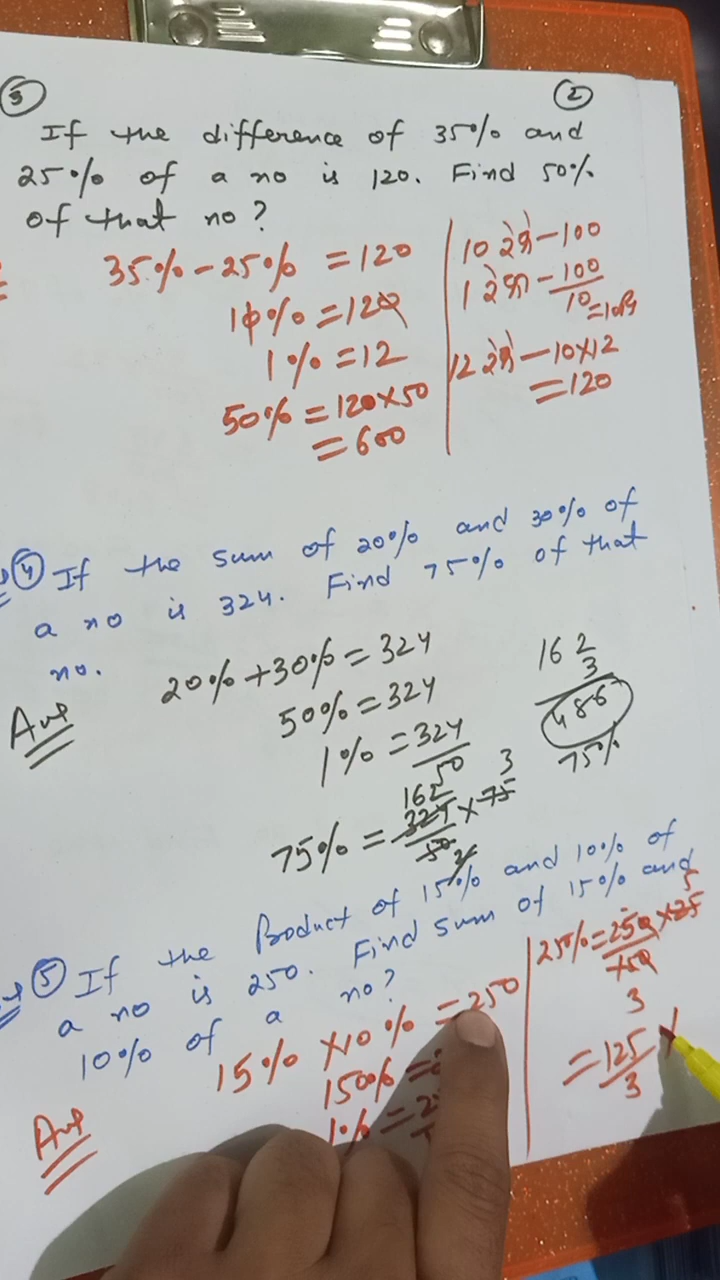 ③
②
If the difference of 35% and
25% of a no is 120. Find 50%
of that no?
35% - 25% = 120
10% = 120
1% = 12
50% = 120×50
= 600
10 - 100
1 - 100/10
12 - 10×12
= 120
④ If the sum of 20% and 30% of
a no is 324. Find 75% of that
no.
Ans
20% + 30% = 324
50% = 324
1% = 324/50
162 3
75% = 324/50 × 75
2
162
3
486
75%
⑤ If the Product of 15% and 10% of
a no is 250. Find sum of 15% and
10% of a no?
Ans
15% × 10% = 250
150% =
1% =
5
25% = 250/150 × 25
3
= 125/3